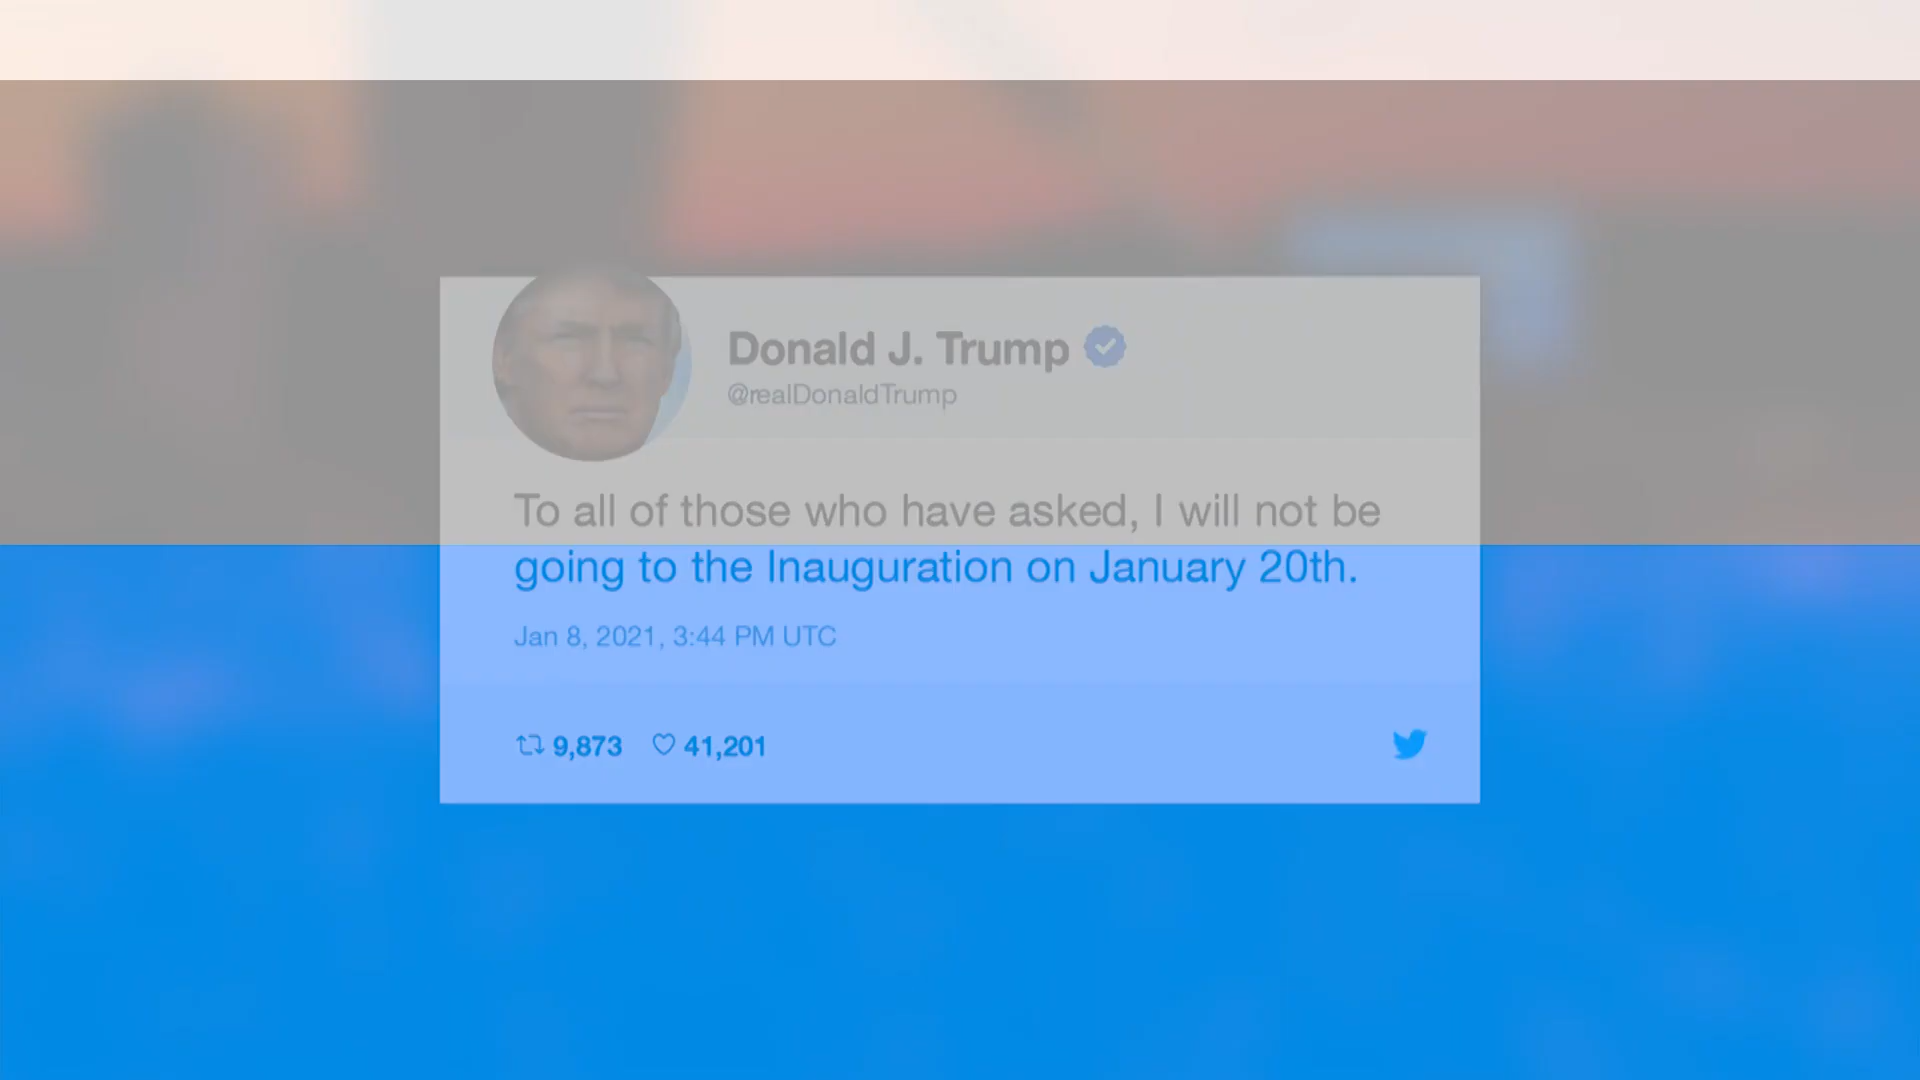 Donald J. Trump
@realDonaldTrump
To all of those who have asked, I will not be
going to the Inauguration on January 20th.
Jan 8, 2021, 3:44 PM UTC
9,873 41,201